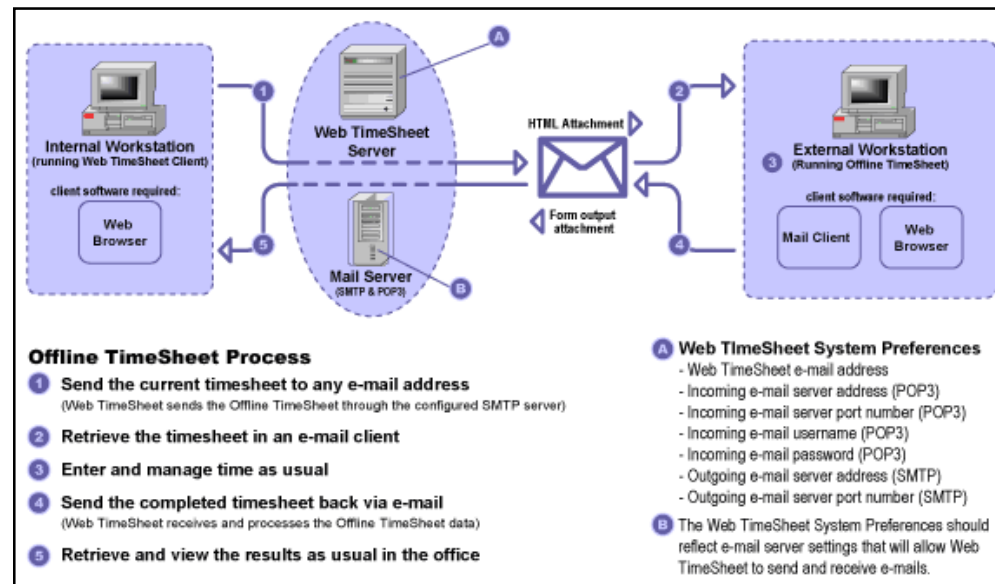 A
1
2
Web TimeSheet
Server
HTML Attachment
Internal Workstation
(running Web TimeSheet Client)
External Workstation
3
(Running Offline TimeSheet)
client software required:
client software required:
Web
Browser
Form output
attachment
Mail Client
Web
Browser
5
4
Mail Server
(SMTP & POP3)
B
Offline TimeSheet Process
1 Send the current timesheet to any e-mail address
(Web TimeSheet sends the Offline TimeSheet through the configured SMTP server)
2 Retrieve the timesheet in an e-mail client
3 Enter and manage time as usual
4 Send the completed timesheet back via e-mail
(Web TimeSheet receives and processes the Offline TimeSheet data)
5 Retrieve and view the results as usual in the office
A Web TImeSheet System Preferences
- Web TimeSheet e-mail address
- Incoming e-mail server address (POP3)
- Incoming e-mail server port number (POP3)
- Incoming e-mail username (POP3)
- Incoming e-mail password (POP3)
- Outgoing e-mail server address (SMTP)
- Outgoing e-mail server port number (SMTP)
B The Web TimeSheet System Preferences should
reflect e-mail server settings that will allow Web
TimeSheet to send and receive e-mails.